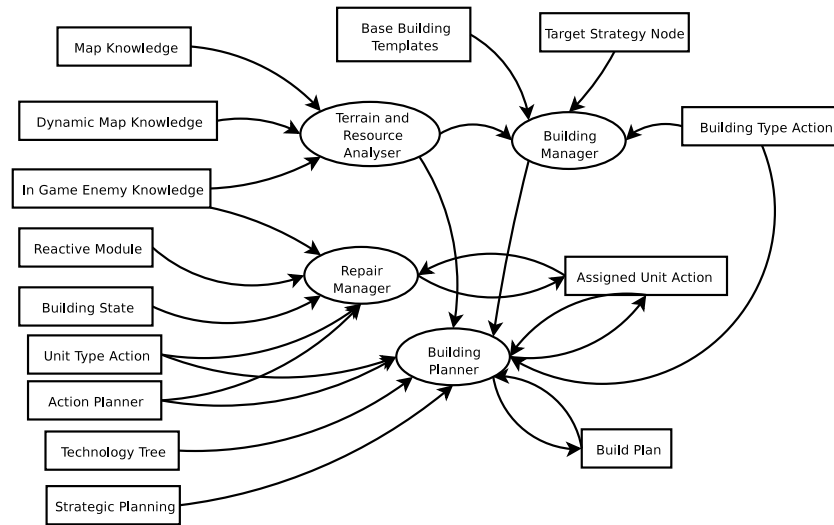 Map Knowledge
Base Building
Templates
Target Strategy Node
Dynamic Map Knowledge
Terrain and
Resource
Analyser
Building
Manager
Building Type Action
In Game Enemy Knowledge
Reactive Module
Repair
Manager
Assigned Unit Action
Building State
Unit Type Action
Building
Planner
Action Planner
Technology Tree
Build Plan
Strategic Planning